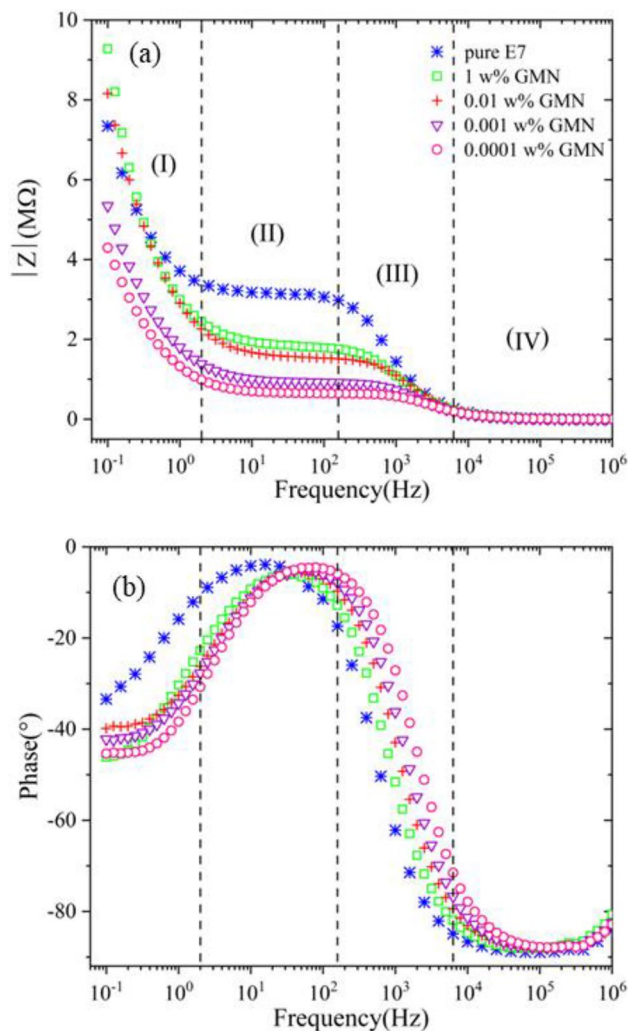 10
(a)
pure E7
1 w% GMN
0.01 w% GMN
0.001 w% GMN
0.0001 w% GMN
8
(I)
6
|Z|(MΩ)
(II)
(III)
4
(IV)
2
0
10⁻¹ 10⁰ 10¹ 10² 10³ 10⁴ 10⁵ 10⁶
Frequency(Hz)
0
(b)
-20
-40
Phase(°)
-60
-80
10⁻¹ 10⁰ 10¹ 10² 10³ 10⁴ 10⁵ 10⁶
Frequency(Hz)